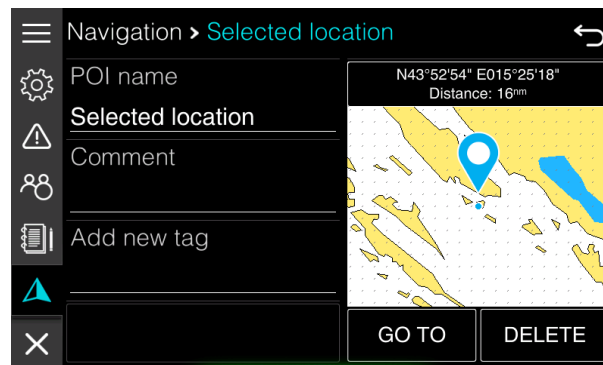 Navigation > Selected location
POI name
Selected location
Comment
Add new tag
N43°52'54" E015°25'18"
Distance: 16nm
GO TO
DELETE